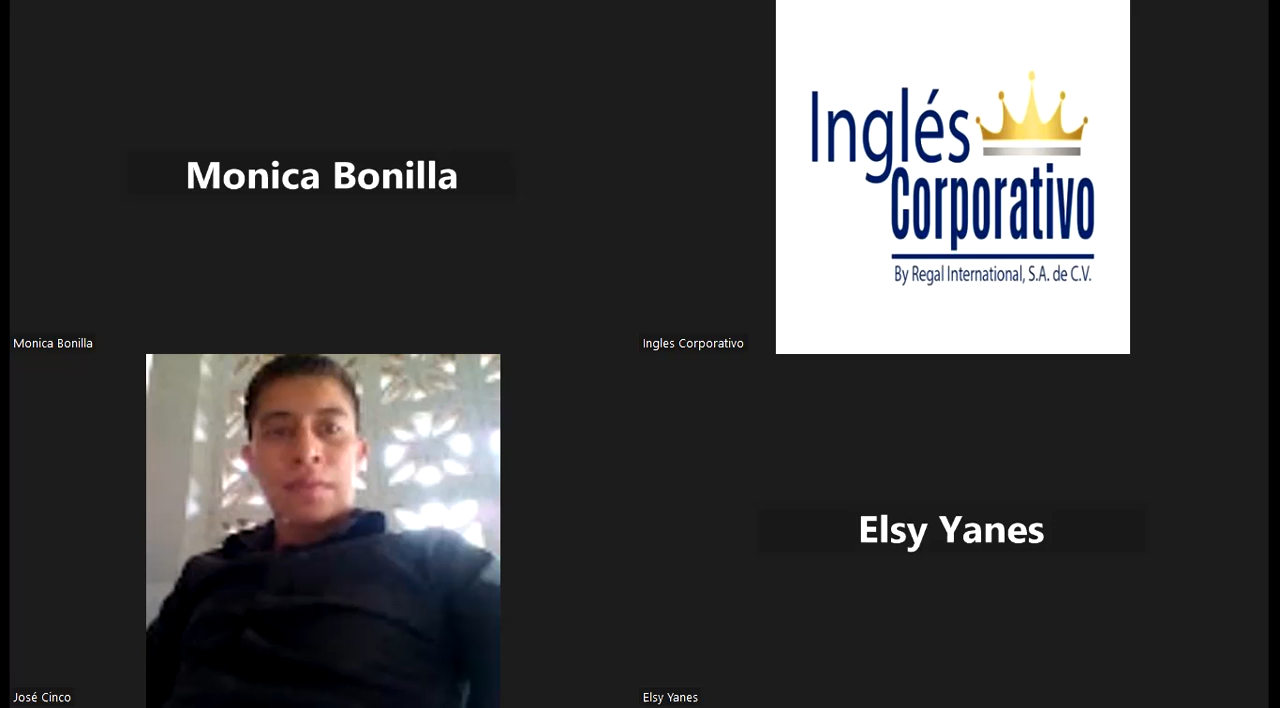 Monica Bonilla
Inglés
Corporativo
By Regal International, S.A. de C.V.
Monica Bonilla
Ingles Corporativo
Elsy Yanes
José Cinco
Elsy Yanes